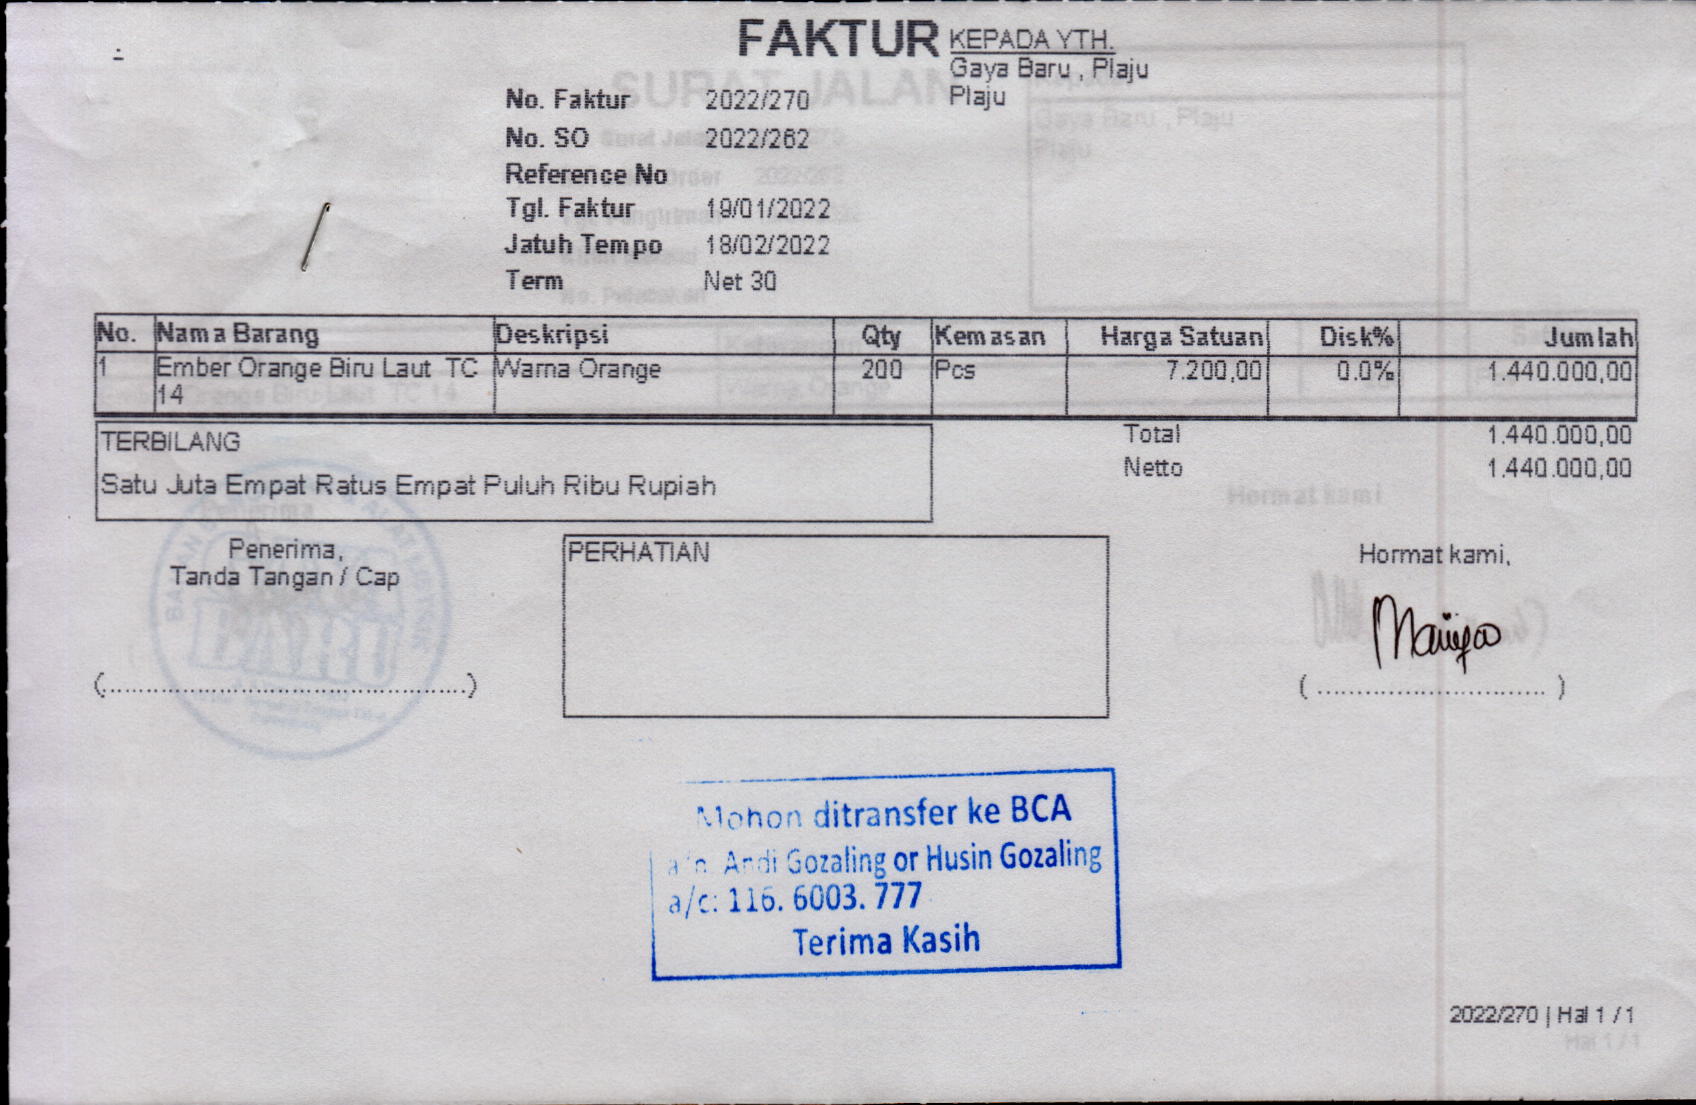 FAKTUR
KEPADA YTH.
Gaya Baru , Plaju
Plaju
No. Faktur 2022/270
No. SO 2022/262
Reference No
Tgl. Faktur 19/01/2022
Jatuh Tempo 18/02/2022
Term Net 30
No. Nama Barang Deskripsi Qty Kemasan Harga Satuan Disk% Jumlah
1 Ember Orange Biru Laut TC 14 Warna Orange 200 Pcs 7.200,00 0.0% 1.440.000,00
TERBILANG
Satu Juta Empat Ratus Empat Puluh Ribu Rupiah
Total 1.440.000,00
Netto 1.440.000,00
Penerima,
Tanda Tangan / Cap
(................................................)
PERHATIAN
Hormat kami,
( .............................. )
Mohon ditransfer ke BCA
a/n. Andi Gozaling or Husin Gozaling
a/c: 116. 6003. 777
Terima Kasih
2022/270 | Hal 1 / 1